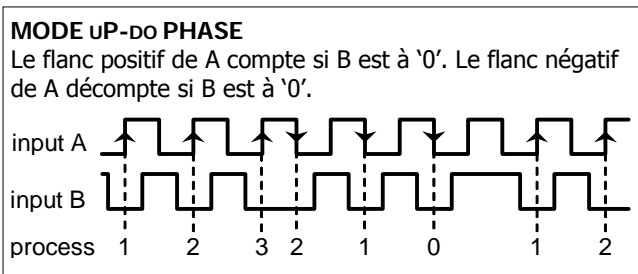 MODE uP-DO PHASE
Le flanc positif de A compte si B est à ‘0’. Le flanc négatif
de A décompte si B est à ‘0’.
input A
input B
process 1 2 3 2 1 0 1 2